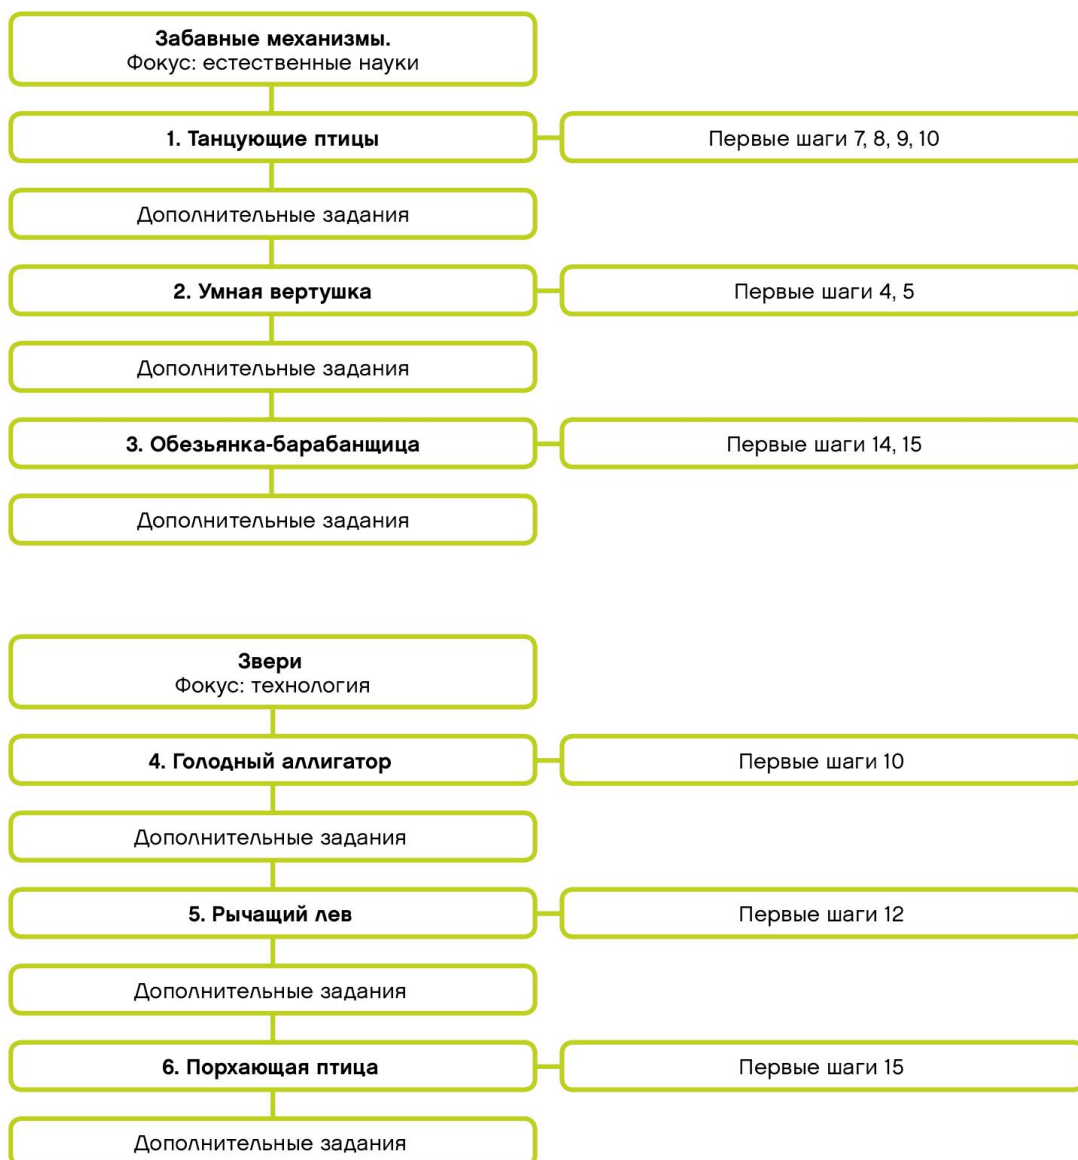 Забавные механизмы.
Фокус: естественные науки
1. Танцующие птицы
Первые шаги 7, 8, 9, 10
Дополнительные задания
2. Умная вертушка
Первые шаги 4, 5
Дополнительные задания
3. Обезьянка-барабанщица
Первые шаги 14, 15
Дополнительные задания
Звери
Фокус: технология
4. Голодный аллигатор
Первые шаги 10
Дополнительные задания
5. Рычащий лев
Первые шаги 12
Дополнительные задания
6. Порхающая птица
Первые шаги 15
Дополнительные задания